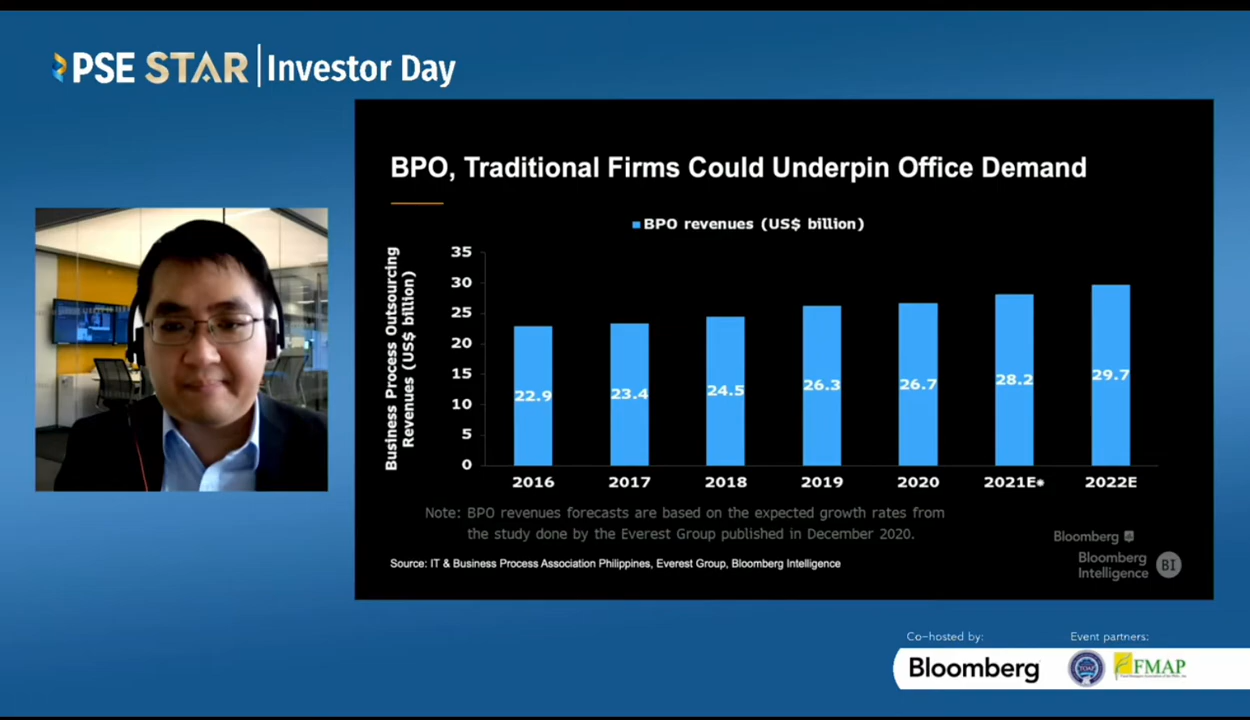 PSE STAR | Investor Day
BPO, Traditional Firms Could Underpin Office Demand
BPO revenues (US$ billion)
Business Process Outsourcing
Revenues (US$ billion)
35
30
25
20
15
10
5
0
22.9
23.4
24.5
26.3
26.7
28.2
29.7
2016
2017
2018
2019
2020
2021E
2022E
Note: BPO revenues forecasts are based on the expected growth rates from
the study done by the Everest Group published in December 2020.
Source: IT & Business Process Association Philippines, Everest Group, Bloomberg Intelligence
Bloomberg
Bloomberg
Intelligence
BI
Co-hosted by:
Event partners:
Bloomberg
FMAP